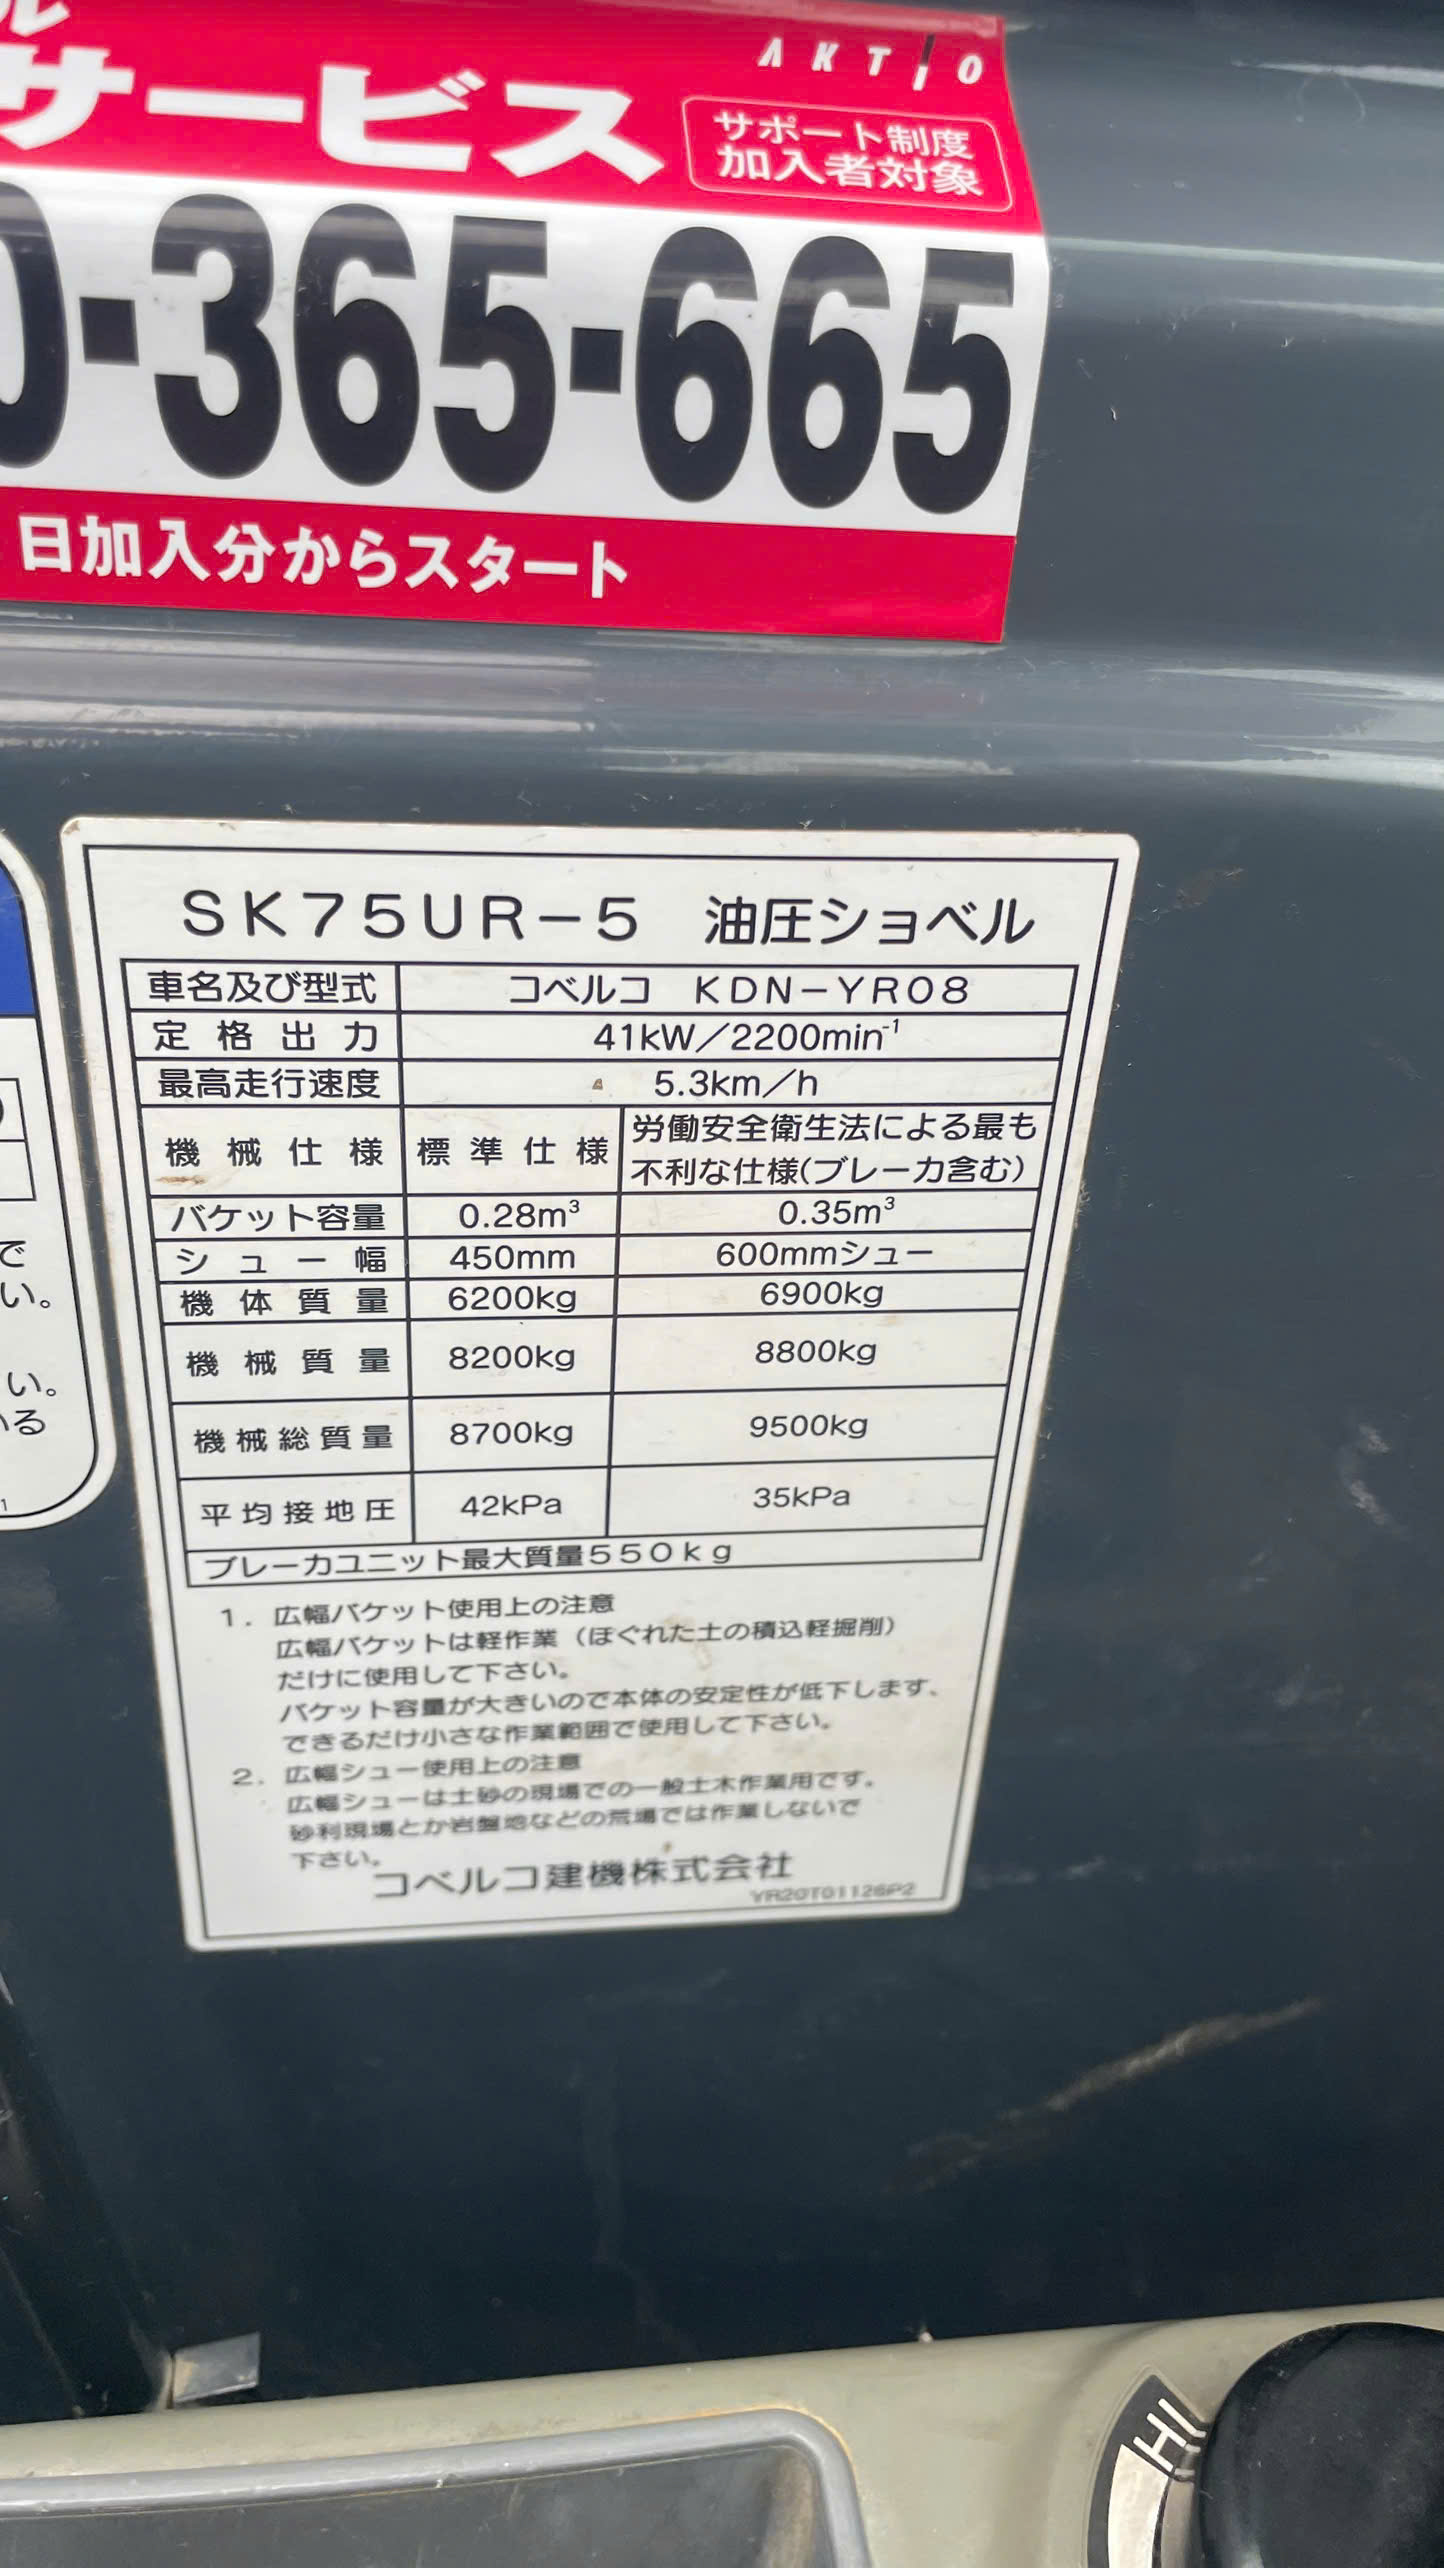 AKTIO
サービス
サポート制度
加入者対象
0-365-665
日加入分からスタート
SK75UR-5 油圧ショベル
車名及び型式 コベルコ KDN-YR08
定格出力 41kW/2200min⁻¹
最高走行速度 5.3km/h
機械仕様 標準仕様 労働安全衛生法による最も
不利な仕様(ブレーカ含む)
バケット容量 0.28m³ 0.35m³
シュー幅 450mm 600mmシュー
機体質量 6200kg 6900kg
機械質量 8200kg 8800kg
機械総質量 8700kg 9500kg
平均接地圧 42kPa 35kPa
ブレーカユニット最大質量550kg
1. 広幅バケット使用上の注意
広幅バケットは軽作業(ほぐれた土の積込軽掘削)
だけに使用して下さい。
バケット容量が大きいので本体の安定性が低下します、
できるだけ小さな作業範囲で使用して下さい。
2. 広幅シュー使用上の注意
広幅シューは土砂の現場での一般土木作業用です。
砂利現場とか岩盤地などの荒場では作業しないで
下さい。
コベルコ建機株式会社
YR20T01126P2
で
い。
い。
いる
HI